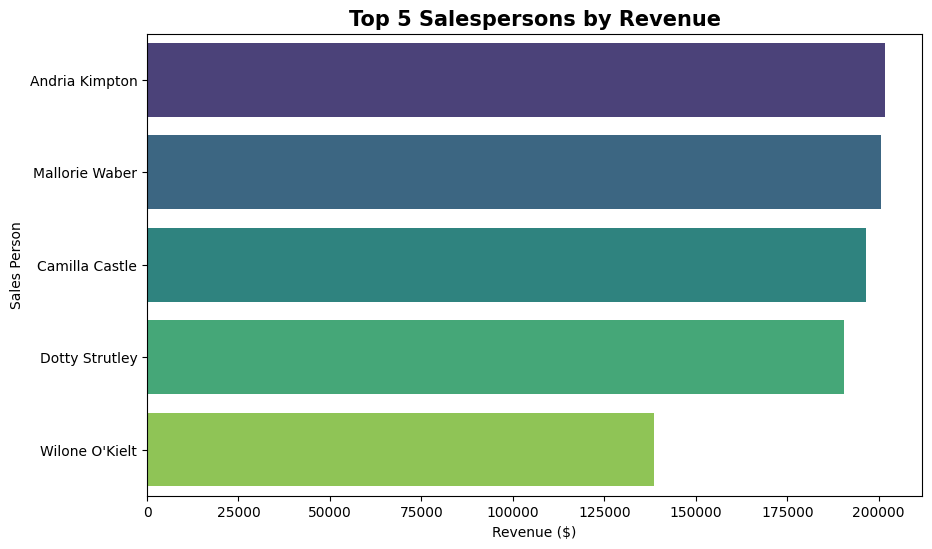 Top 5 Salespersons by Revenue
Sales Person
Andria Kimpton
Mallorie Waber
Camilla Castle
Dotty Strutley
Wilone O'Kielt
0 25000 50000 75000 100000 125000 150000 175000 200000
Revenue ($)